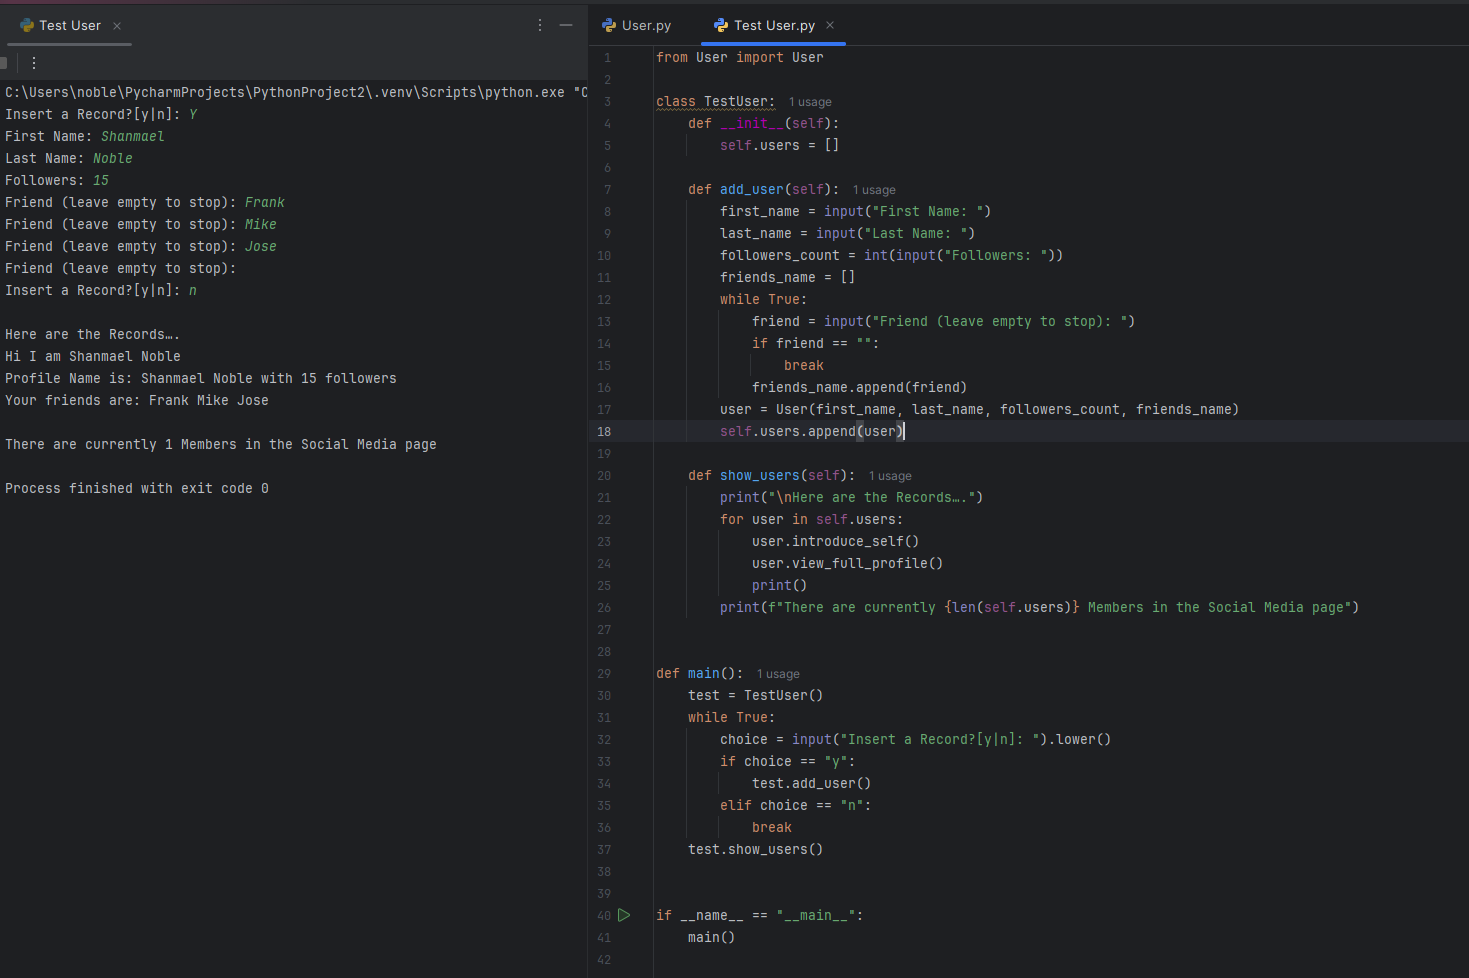 Test User
C:\Users\noble\PycharmProjects\PythonProject2\.venv\Scripts\python.exe "C
Insert a Record?[y|n]: Y
First Name: Shanmael
Last Name: Noble
Followers: 15
Friend (leave empty to stop): Frank
Friend (leave empty to stop): Mike
Friend (leave empty to stop): Jose
Friend (leave empty to stop):
Insert a Record?[y|n]: n
Here are the Records….
Hi I am Shanmael Noble
Profile Name is: Shanmael Noble with 15 followers
Your friends are: Frank Mike Jose
There are currently 1 Members in the Social Media page
Process finished with exit code 0
User.py
Test User.py
1 from User import User
2
3 class TestUser: 1 usage
4     def __init__(self):
5         self.users = []
6
7     def add_user(self): 1 usage
8         first_name = input("First Name: ")
9         last_name = input("Last Name: ")
10         followers_count = int(input("Followers: "))
11         friends_name = []
12         while True:
13             friend = input("Friend (leave empty to stop): ")
14             if friend == "":
15                 break
16             friends_name.append(friend)
17         user = User(first_name, last_name, followers_count, friends_name)
18         self.users.append(user)
19
20     def show_users(self): 1 usage
21         print("\nHere are the Records….")
22         for user in self.users:
23             user.introduce_self()
24             user.view_full_profile()
25             print()
26         print(f"There are currently {len(self.users)} Members in the Social Media page")
27
28
29 def main(): 1 usage
30     test = TestUser()
31     while True:
32         choice = input("Insert a Record?[y|n]: ").lower()
33         if choice == "y":
34             test.add_user()
35         elif choice == "n":
36             break
37     test.show_users()
38
39
40 if __name__ == "__main__":
41     main()
42